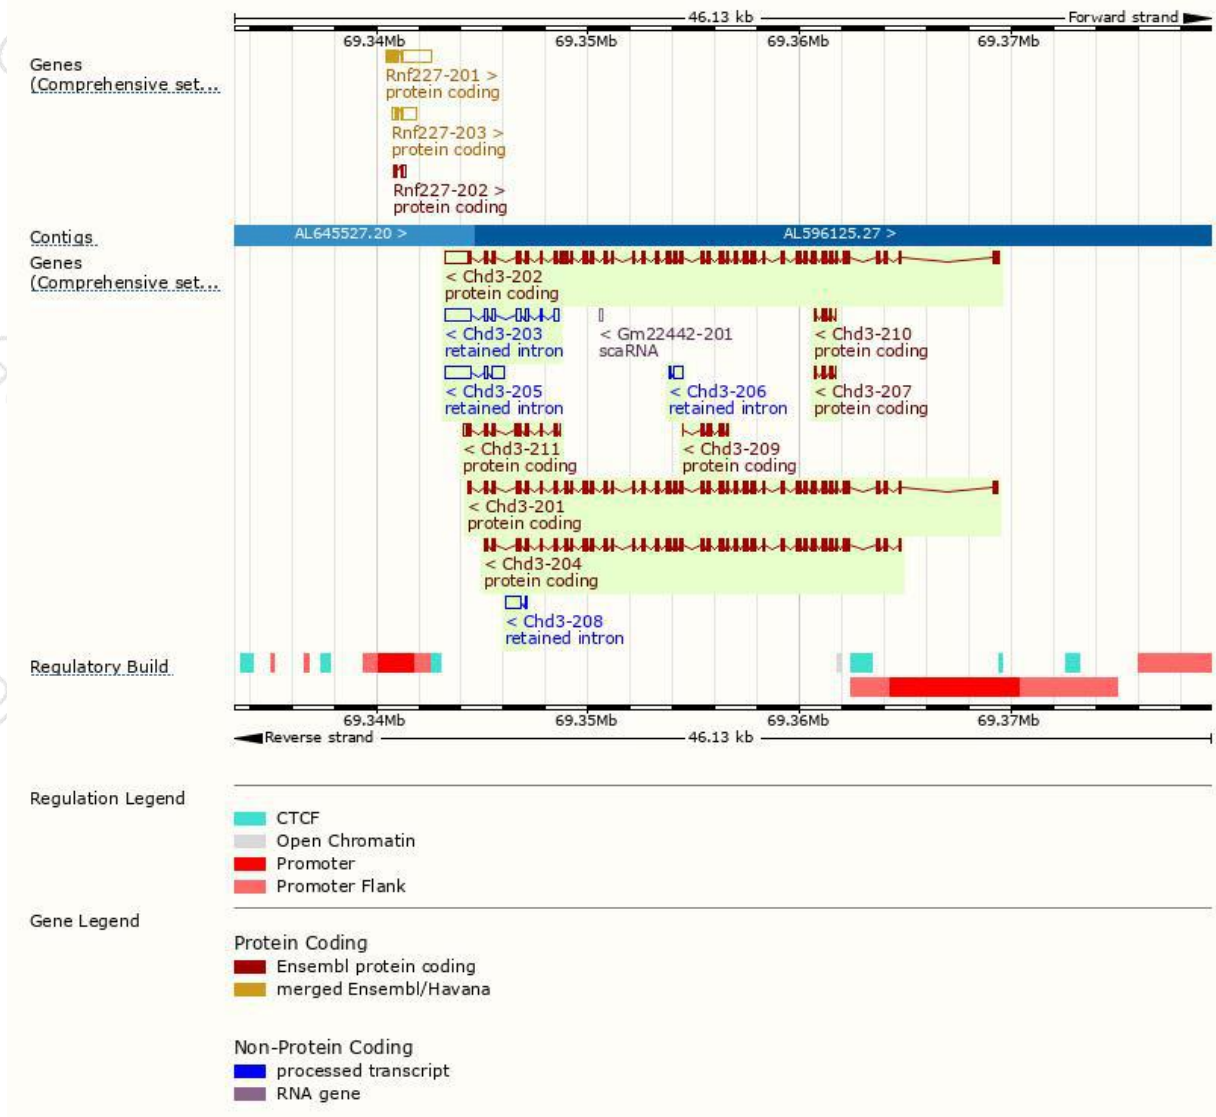 46.13 kb Forward strand
69.34Mb 69.35Mb 69.36Mb 69.37Mb
Genes
(Comprehensive set...
Rnf227-201 >
protein coding
Rnf227-203 >
protein coding
Rnf227-202 >
protein coding
Contigs
AL645527.20 > AL596125.27 >
Genes
(Comprehensive set...
< Chd3-202
protein coding
< Chd3-203 < Gm22442-201 < Chd3-210
retained intron scaRNA protein coding
< Chd3-205 < Chd3-206 < Chd3-207
retained intron retained intron protein coding
< Chd3-211 < Chd3-209
protein coding protein coding
< Chd3-201
protein coding
< Chd3-204
protein coding
< Chd3-208
retained intron
Regulatory Build
69.34Mb 69.35Mb 69.36Mb 69.37Mb
Reverse strand 46.13 kb
Regulation Legend
CTCF
Open Chromatin
Promoter
Promoter Flank
Gene Legend
Protein Coding
Ensembl protein coding
merged Ensembl/Havana
Non-Protein Coding
processed transcript
RNA gene